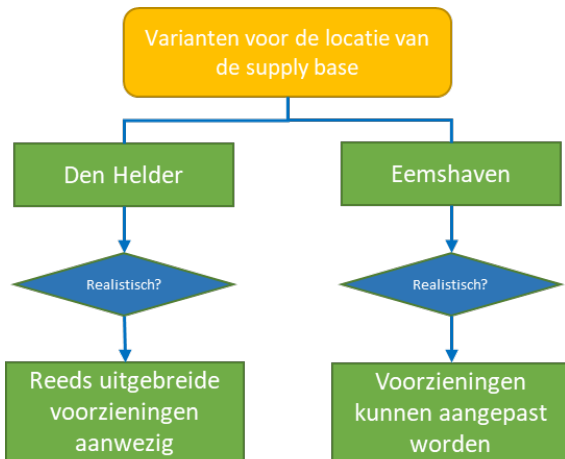 Varianten voor de locatie van
de supply base
Den Helder
Eemshaven
Realistisch?
Realistisch?
Reeds uitgebreide
voorzieningen
aanwezig
Voorzieningen
kunnen aangepast
worden